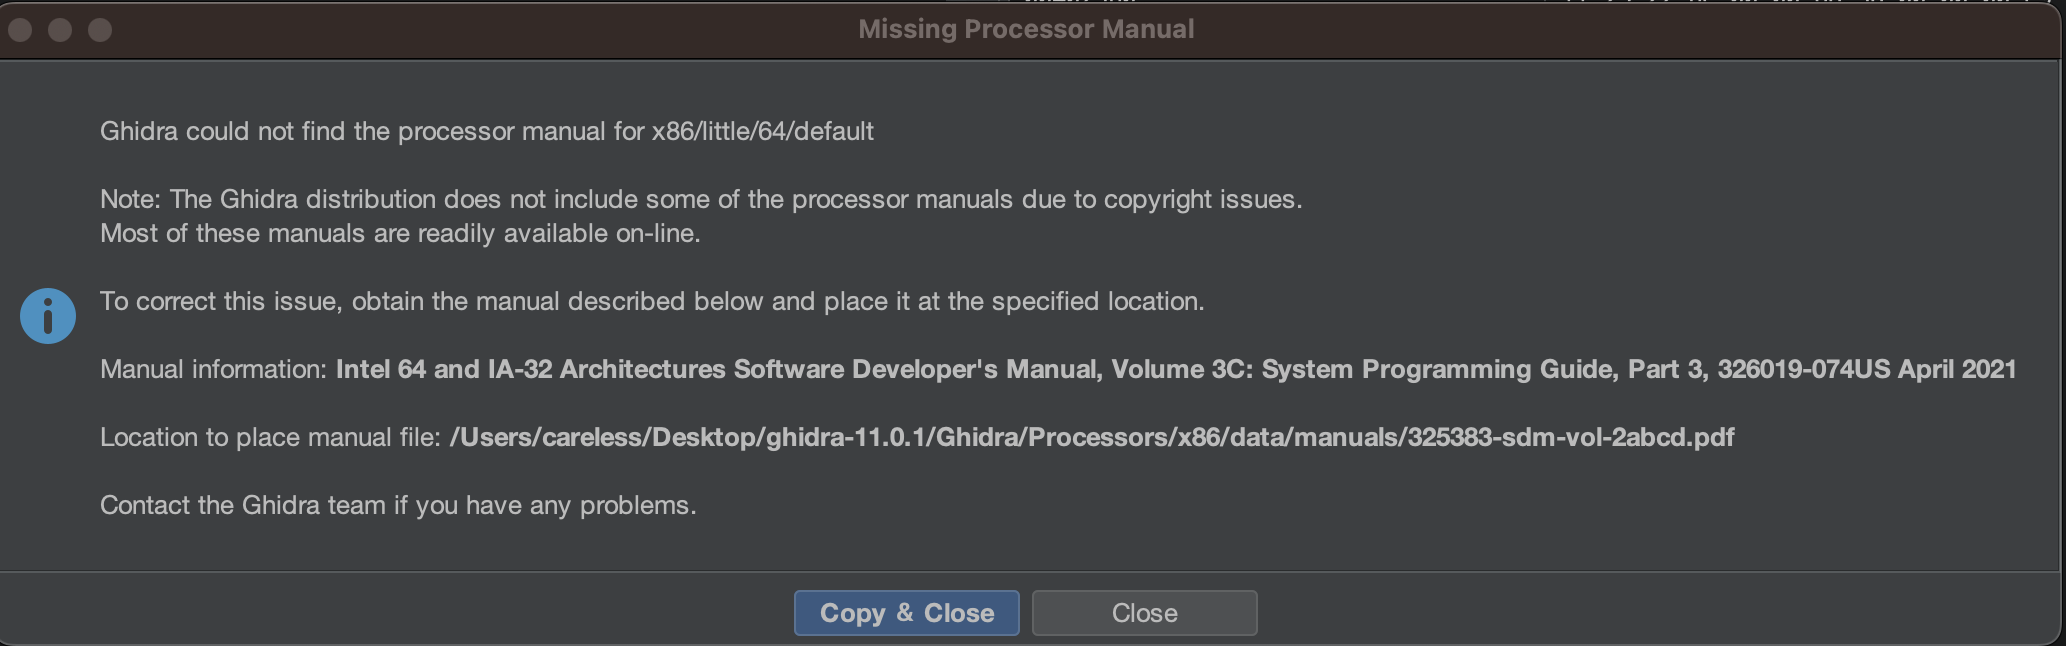 Missing Processor Manual
Ghidra could not find the processor manual for x86/little/64/default
Note: The Ghidra distribution does not include some of the processor manuals due to copyright issues.
Most of these manuals are readily available on-line.
To correct this issue, obtain the manual described below and place it at the specified location.
Manual information: Intel 64 and IA-32 Architectures Software Developer's Manual, Volume 3C: System Programming Guide, Part 3, 326019-074US April 2021
Location to place manual file: /Users/careless/Desktop/ghidra-11.0.1/Ghidra/Processors/x86/data/manuals/325383-sdm-vol-2abcd.pdf
Contact the Ghidra team if you have any problems.
Copy & Close
Close